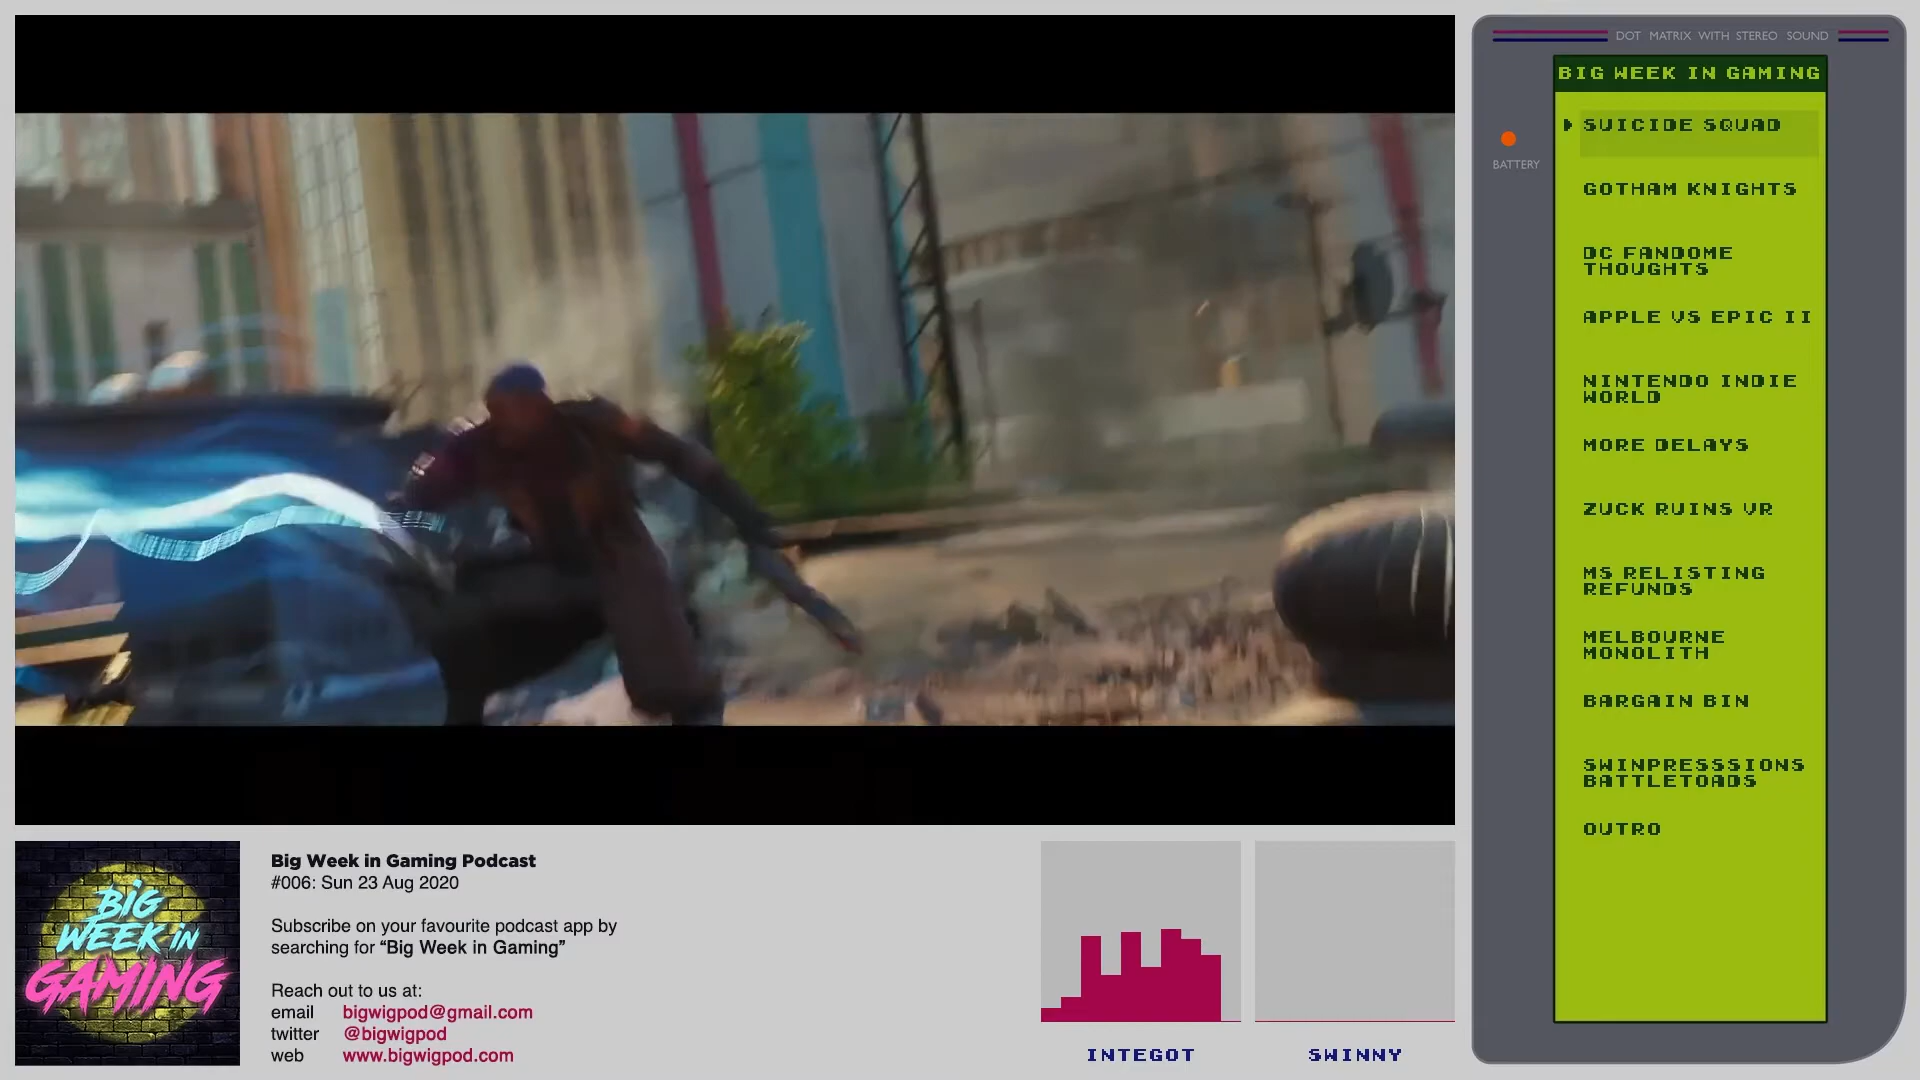 DOT MATRIX WITH STEREO SOUND
BIG WEEK IN GAMING
BATTERY
SUICIDE SQUAD
GOTHAM KNIGHTS
DC FANDOME
THOUGHTS
APPLE VS EPIC II
NINTENDO INDIE
WORLD
MORE DELAYS
ZUCK RUINS VR
MS RELISTING
REFUNDS
MELBOURNE
MONOLITH
BARGAIN BIN
SWINPRESSSIONS
BATTLETOADS
OUTRO
BIG
WEEK IN
GAMING
Big Week in Gaming Podcast
#006: Sun 23 Aug 2020
Subscribe on your favourite podcast app by
searching for “Big Week in Gaming”
Reach out to us at:
email bigwigpod@gmail.com
twitter @bigwigpod
web www.bigwigpod.com
INTEGOT
SWINNY